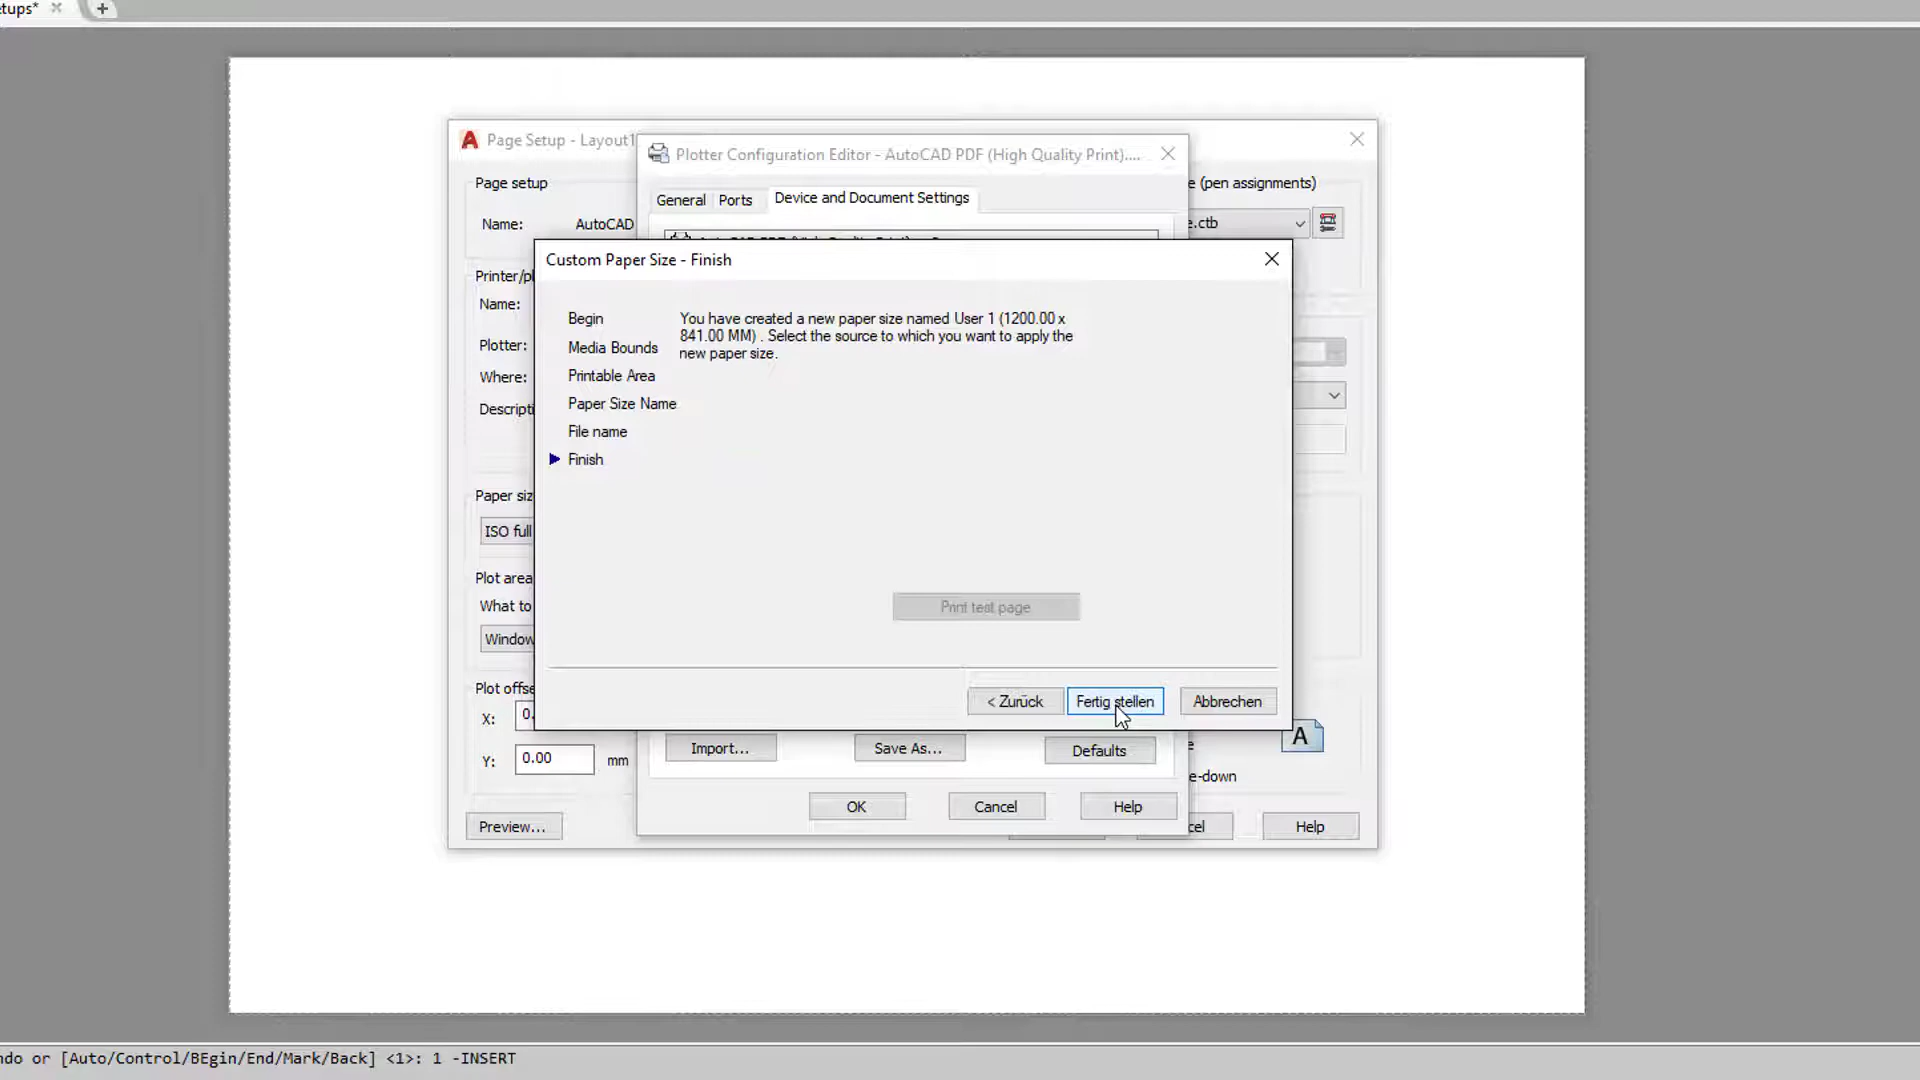 etups*
Page Setup - Layout1
Plotter Configuration Editor - AutoCAD PDF (High Quality Print)....
Page setup
e (pen assignments)
General
Ports
Device and Document Settings
Name:
AutoCAD
e.ctb
Custom Paper Size - Finish
Printer/pl
Name:
Plotter:
Where:
Descripti
Begin
Media Bounds
Printable Area
Paper Size Name
File name
Finish
You have created a new paper size named User 1 (1200.00 x
841.00 MM) . Select the source to which you want to apply the
new paper size.
Paper siz
ISO full
Plot area
What to
Window
Print test page
Plot offse
X:
0.
Y:
0.00
mm
< Zurück
Fertig stellen
Abbrechen
Import...
Save As...
Defaults
A
e
e-down
OK
Cancel
Help
Preview...
cel
Help
ndo or [Auto/Control/BEgin/End/Mark/Back] <1>: 1 -INSERT